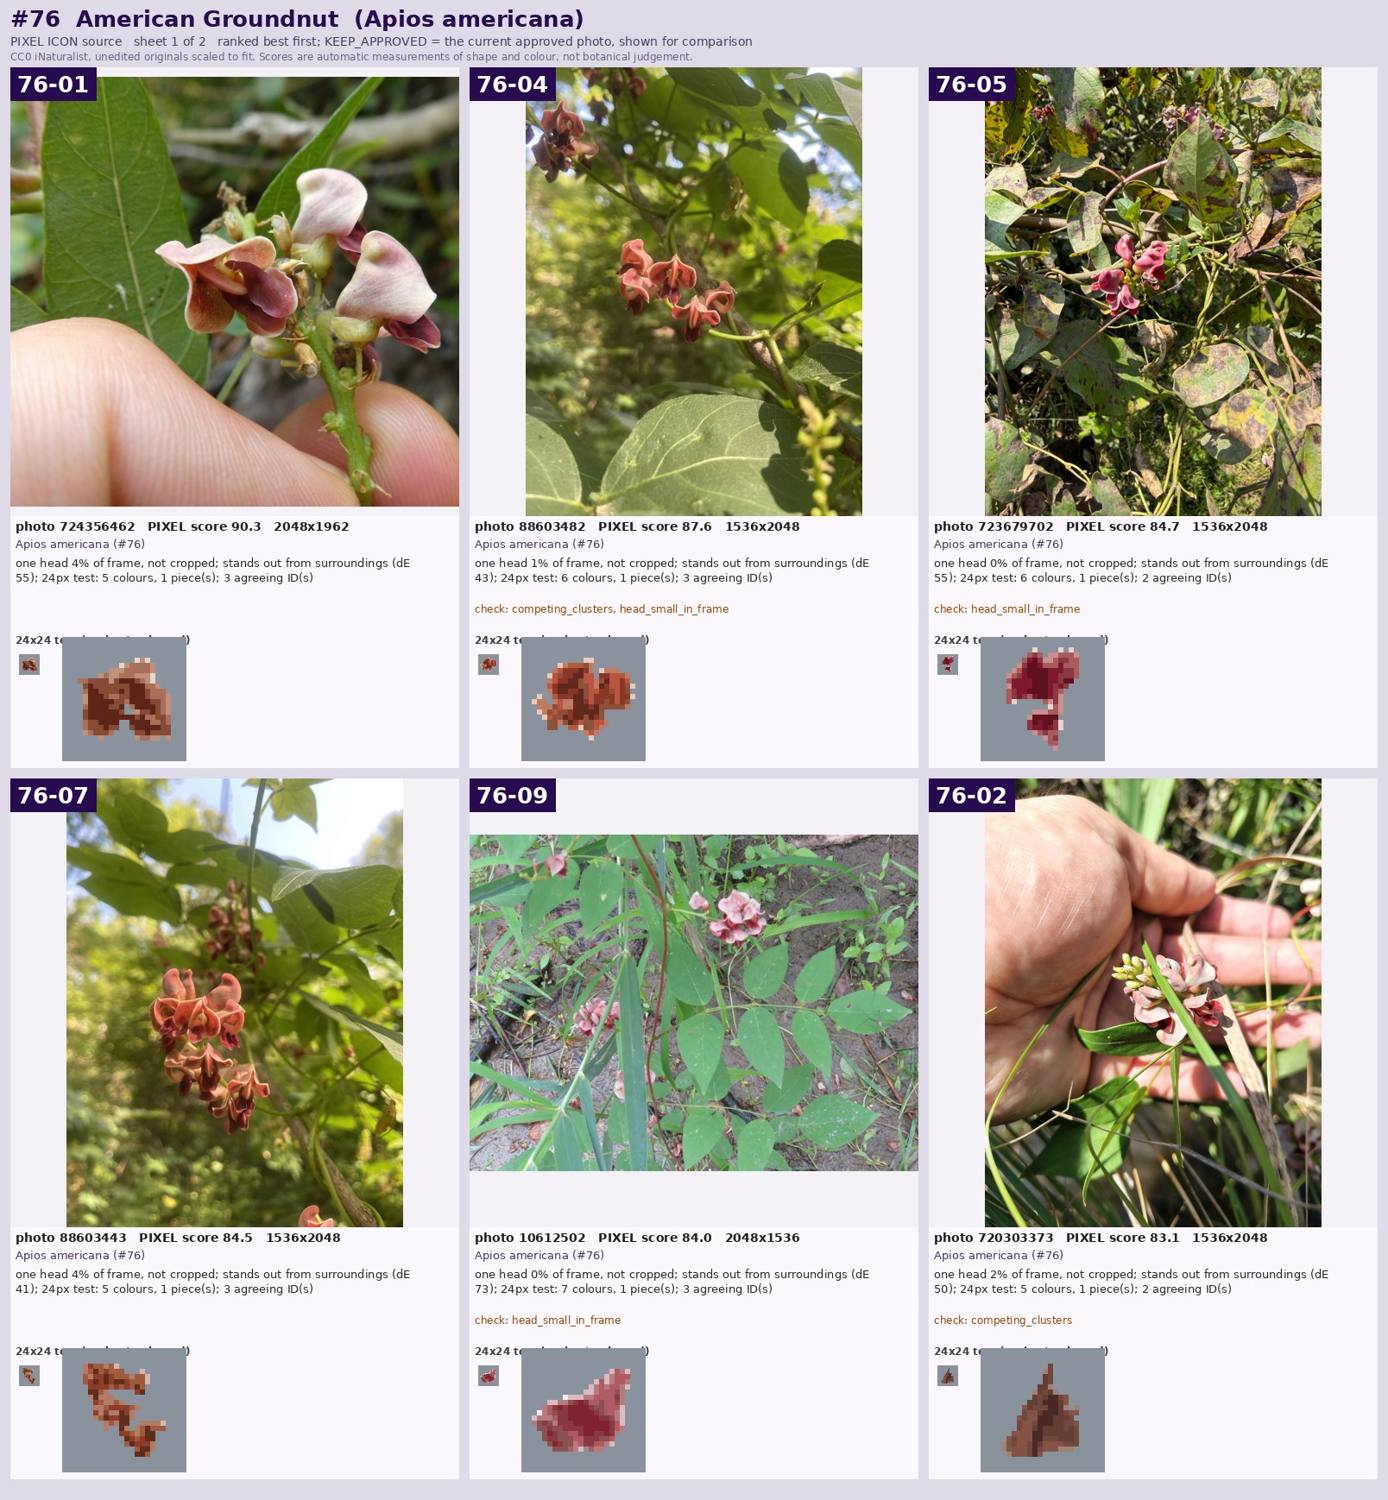 #76 American Groundnut (Apios americana)
PIXEL ICON source sheet 1 of 2 ranked best first; KEEP_APPROVED = the current approved photo, shown for comparison
CC0 iNaturalist, unedited originals scaled to fit. Scores are automatic measurements of shape and colour, not botanical judgement.
76-01
photo 724356462 PIXEL score 90.3 2048x1962
Apios americana (#76)
one head 4% of frame, not cropped; stands out from surroundings (dE
55); 24px test: 5 colours, 1 piece(s); 3 agreeing ID(s)
24x24
76-04
photo 88603482 PIXEL score 87.6 1536x2048
Apios americana (#76)
one head 1% of frame, not cropped; stands out from surroundings (dE
43); 24px test: 6 colours, 1 piece(s); 3 agreeing ID(s)
check: competing_clusters, head_small_in_frame
24x24
76-05
photo 723679702 PIXEL score 84.7 1536x2048
Apios americana (#76)
one head 0% of frame, not cropped; stands out from surroundings (dE
55); 24px test: 6 colours, 1 piece(s); 2 agreeing ID(s)
check: head_small_in_frame
24x24
76-07
photo 88603443 PIXEL score 84.5 1536x2048
Apios americana (#76)
one head 4% of frame, not cropped; stands out from surroundings (dE
41); 24px test: 5 colours, 1 piece(s); 3 agreeing ID(s)
24x24
76-09
photo 10612502 PIXEL score 84.0 2048x1536
Apios americana (#76)
one head 0% of frame, not cropped; stands out from surroundings (dE
73); 24px test: 7 colours, 1 piece(s); 3 agreeing ID(s)
check: head_small_in_frame
24x24
76-02
photo 720303373 PIXEL score 83.1 1536x2048
Apios americana (#76)
one head 2% of frame, not cropped; stands out from surroundings (dE
50); 24px test: 5 colours, 1 piece(s); 2 agreeing ID(s)
check: competing_clusters
24x24